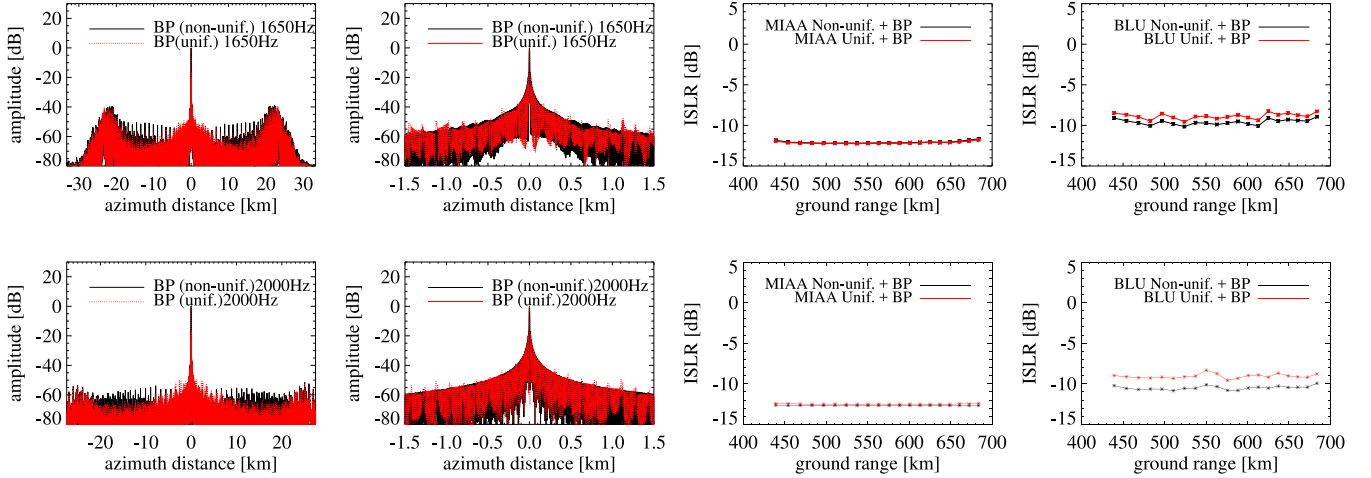 BP (non-unif.) 1650Hz
BP(unif.) 1650Hz
amplitude [dB]
20
0
-20
-40
-60
-80
-30 -20 -10 0 10 20 30
azimuth distance [km]
BP (non-unif.) 1650Hz
BP(unif.) 1650Hz
amplitude [dB]
20
0
-20
-40
-60
-80
-1.5 -1.0 -0.5 0.0 0.5 1.0 1.5
azimuth distance [km]
MIAA Non-unif. + BP
MIAA Unif. + BP
ISLR [dB]
5
0
-5
-10
-15
400 450 500 550 600 650 700
ground range [km]
BLU Non-unif. + BP
BLU Unif. + BP
ISLR [dB]
5
0
-5
-10
-15
400 450 500 550 600 650 700
ground range [km]
BP (non-unif.)2000Hz
BP (unif.)2000Hz
amplitude [dB]
20
0
-20
-40
-60
-80
-20 -10 0 10 20
azimuth distance [km]
BP (non-unif.)2000Hz
BP (unif.)2000Hz
amplitude [dB]
20
0
-20
-40
-60
-80
-1.5 -1.0 -0.5 0.0 0.5 1.0 1.5
azimuth distance [km]
MIAA Non-unif. + BP
MIAA Unif. + BP
ISLR [dB]
5
0
-5
-10
-15
400 450 500 550 600 650 700
ground range [km]
BLU Non-unif. + BP
BLU Unif. + BP
ISLR [dB]
5
0
-5
-10
-15
400 450 500 550 600 650 700
ground range [km]